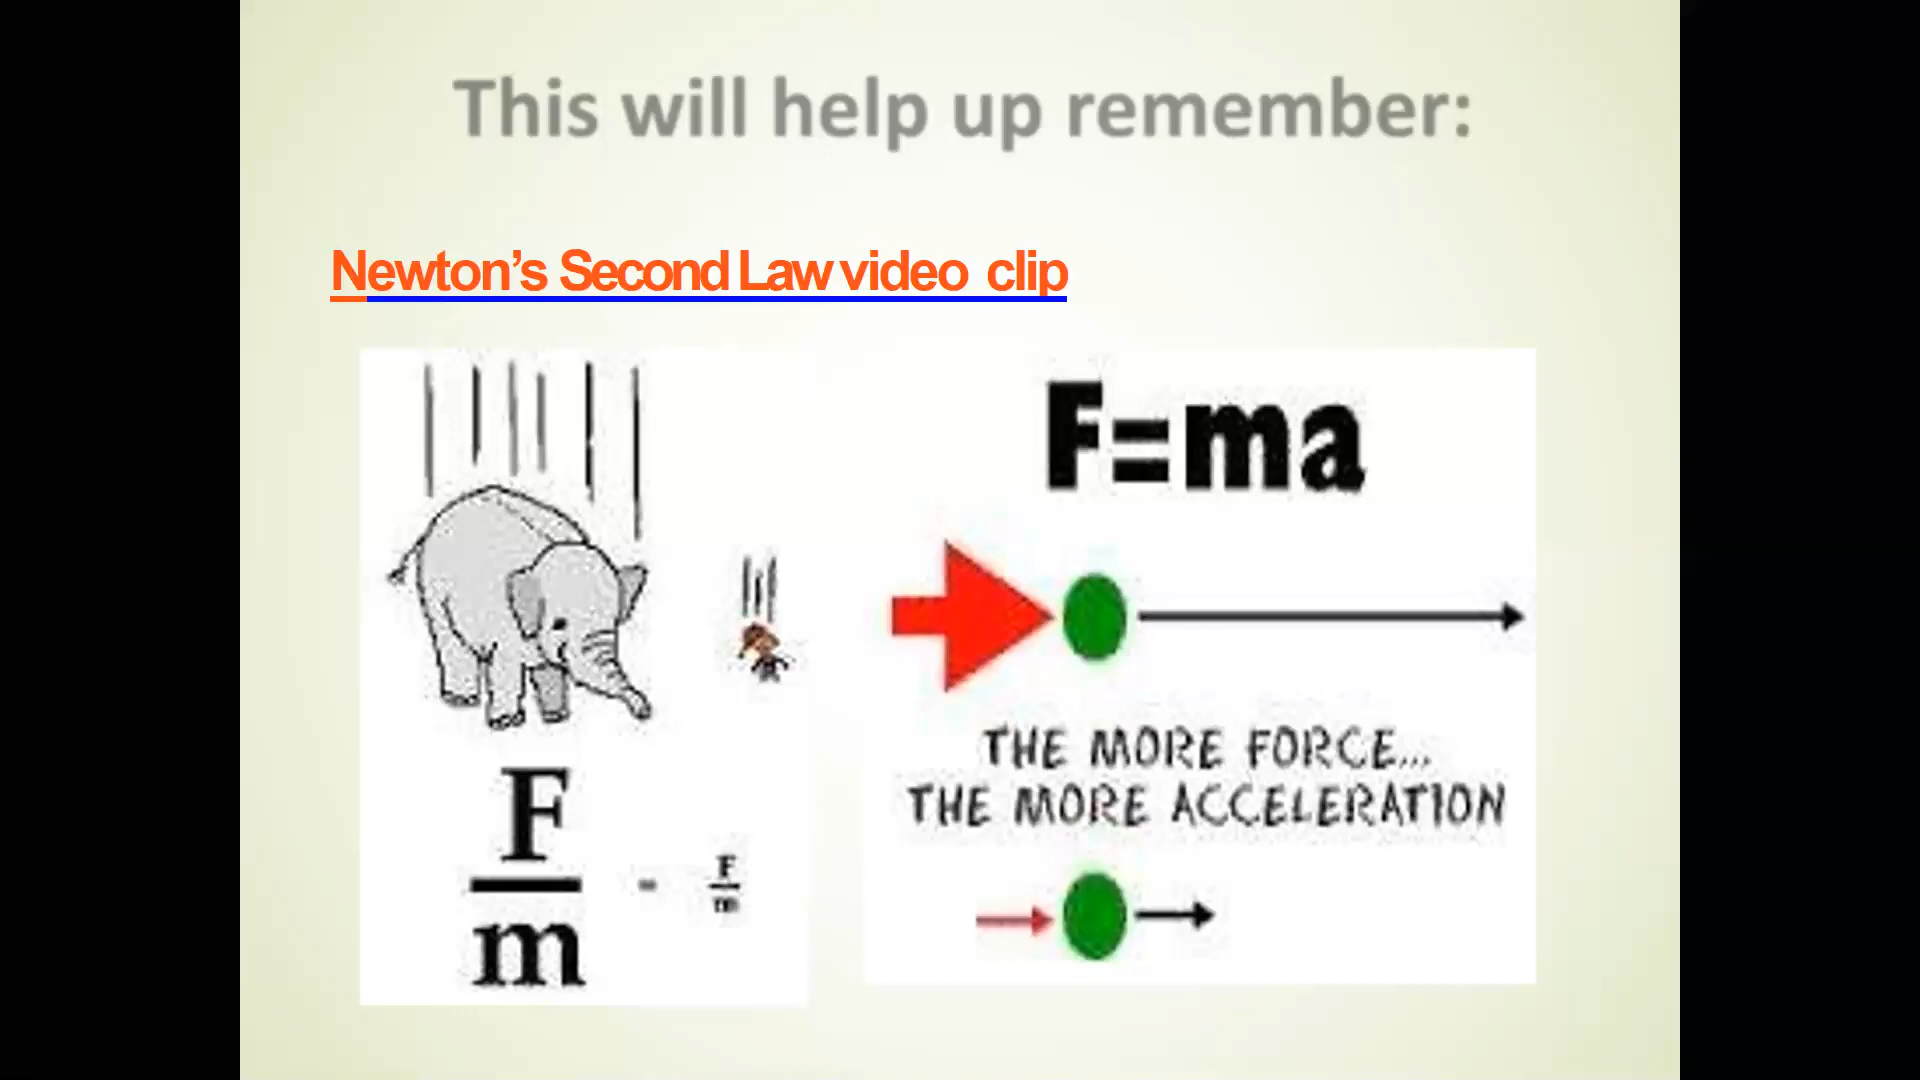 This will help up remember:
Newton's Second Law video clip
F
m
=
F
m
F=ma
THE MORE FORCE...
THE MORE ACCELERATION